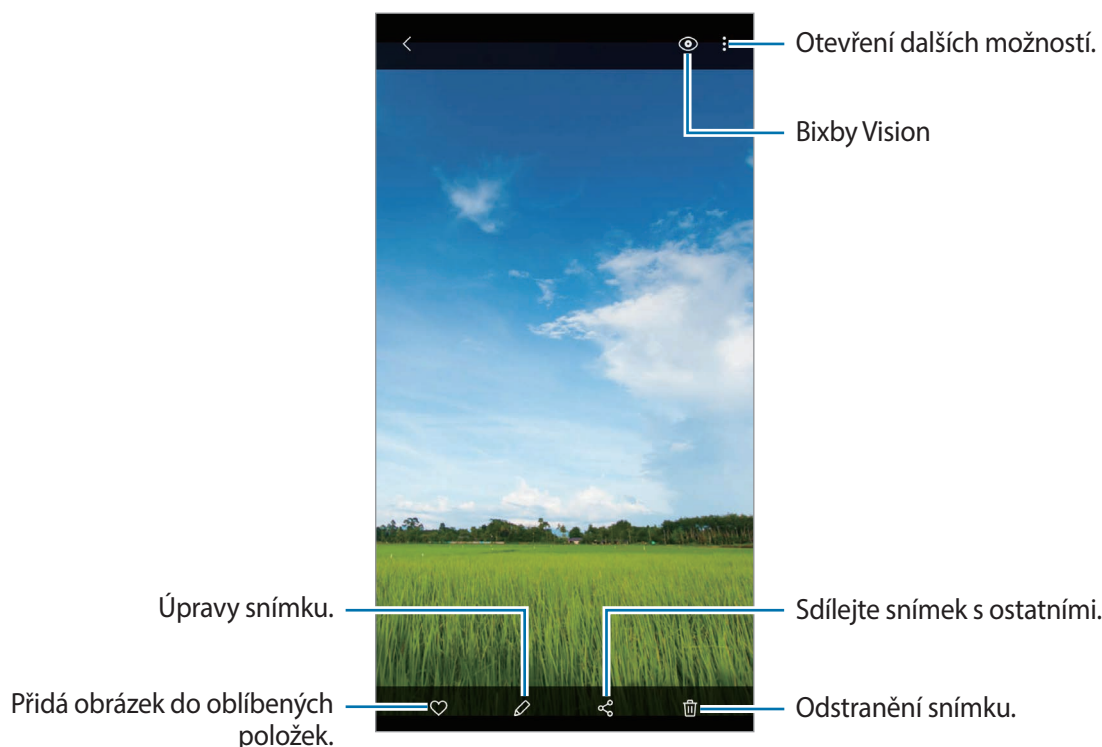 Otevření dalších možností.
Bixby Vision
Úpravy snímku.
Sdílejte snímek s ostatními.
Přidá obrázek do oblíbených
položek.
Odstranění snímku.